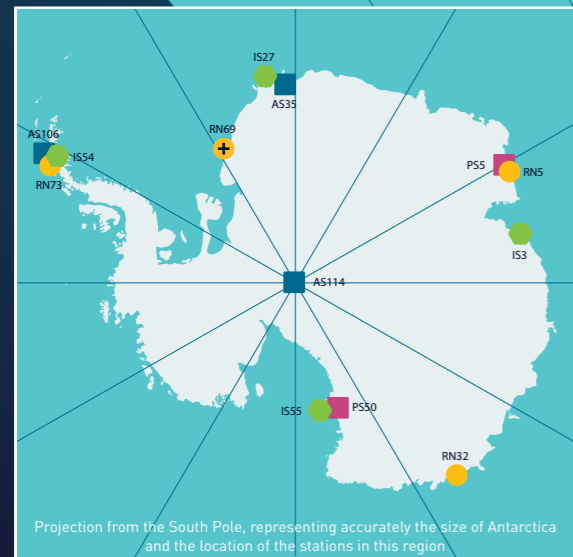 IS27
AS35
RN69
AS106
IS54
RN73
PS5
RN5
IS3
AS114
IS55
PS50
RN32
Projection from the South Pole, representing accurately the size of Antarctica
and the location of the stations in this region